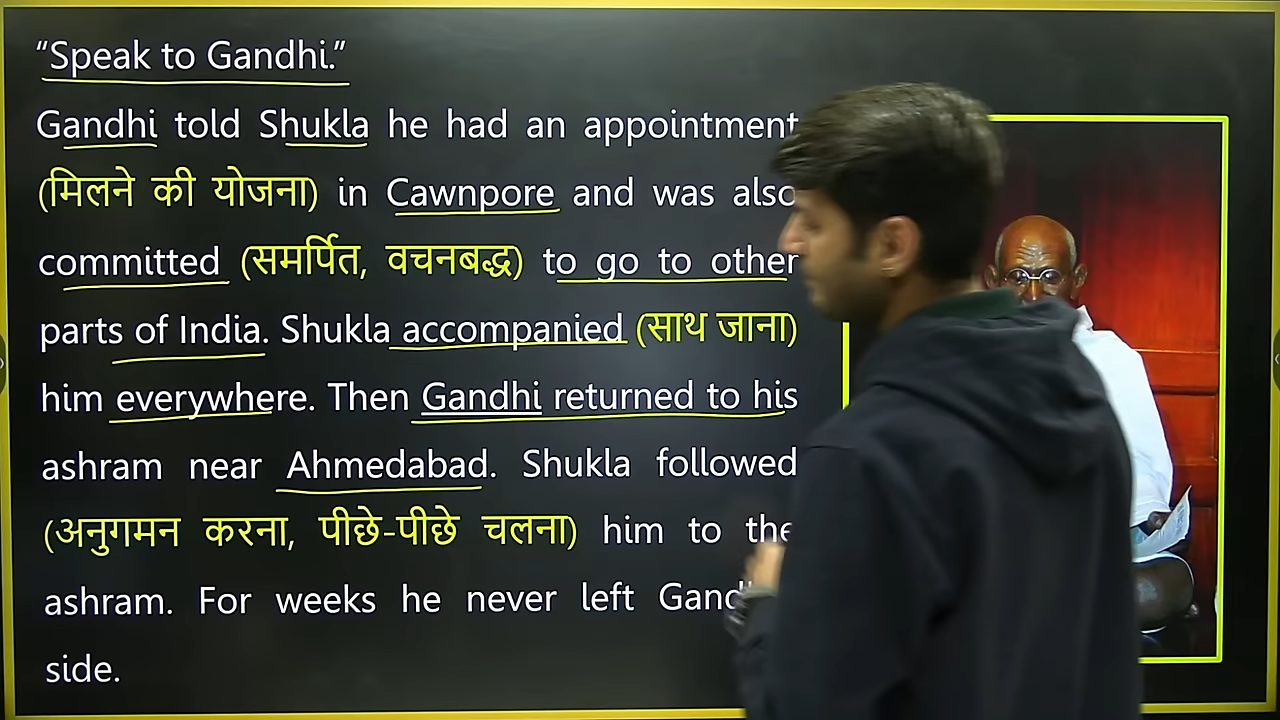 “Speak to Gandhi.”
Gandhi told Shukla he had an appointment
(मिलने की योजना) in Cawnpore and was also
committed (समर्पित, वचनबद्ध) to go to other
parts of India. Shukla accompanied (साथ जाना)
him everywhere. Then Gandhi returned to his
ashram near Ahmedabad. Shukla followed
(अनुगमन करना, पीछे-पीछे चलना) him to the
ashram. For weeks he never left
side.